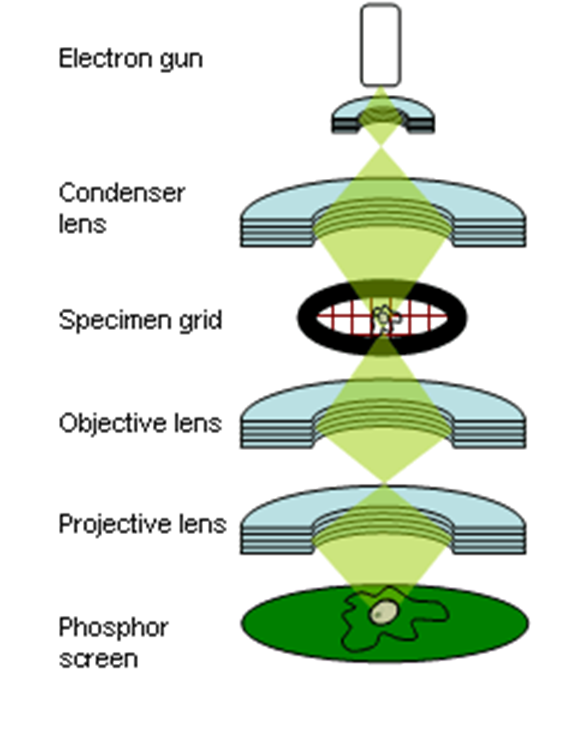 Electron gun
Condenser
lens
Specimen grid
Objective lens
Projective lens
Phosphor
screen